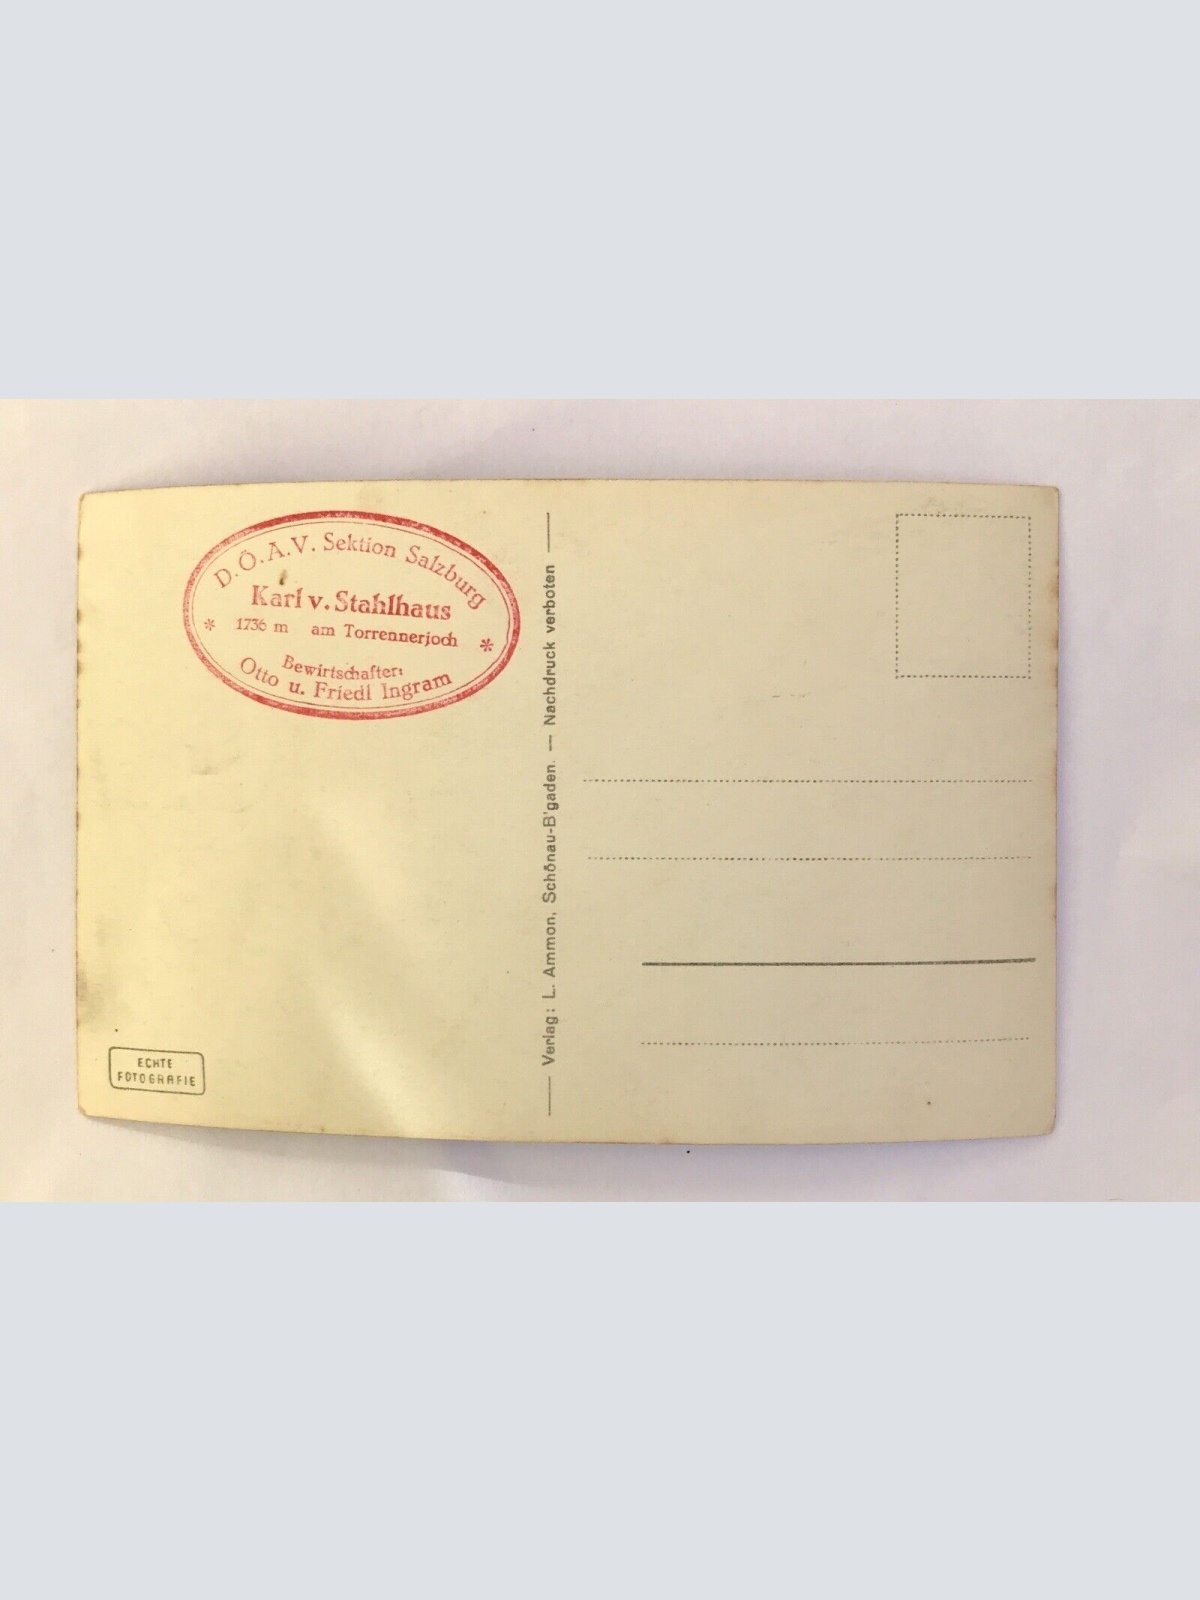 D.Ö.A.V. Sektion Salzburg
Karl v. Stahlhaus
* 1736 m am Torrennerjoch *
Bewirtschafter:
Otto u. Friedl Ingram
Verlag: L. Ammon, Schönau-B'gaden. — Nachdruck verboten
ECHTE
FOTOGRAFIE